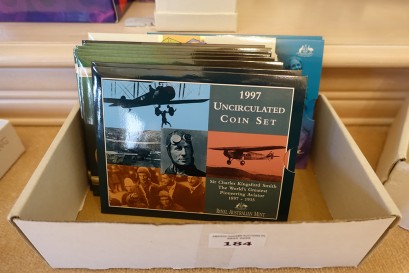 1997
UNCIRCULATED
COIN SET
Sir Charles Kingsford Smith
The World's Greatest
Pioneering Aviator
1897 - 1935
ROYAL AUSTRALIAN MINT
184